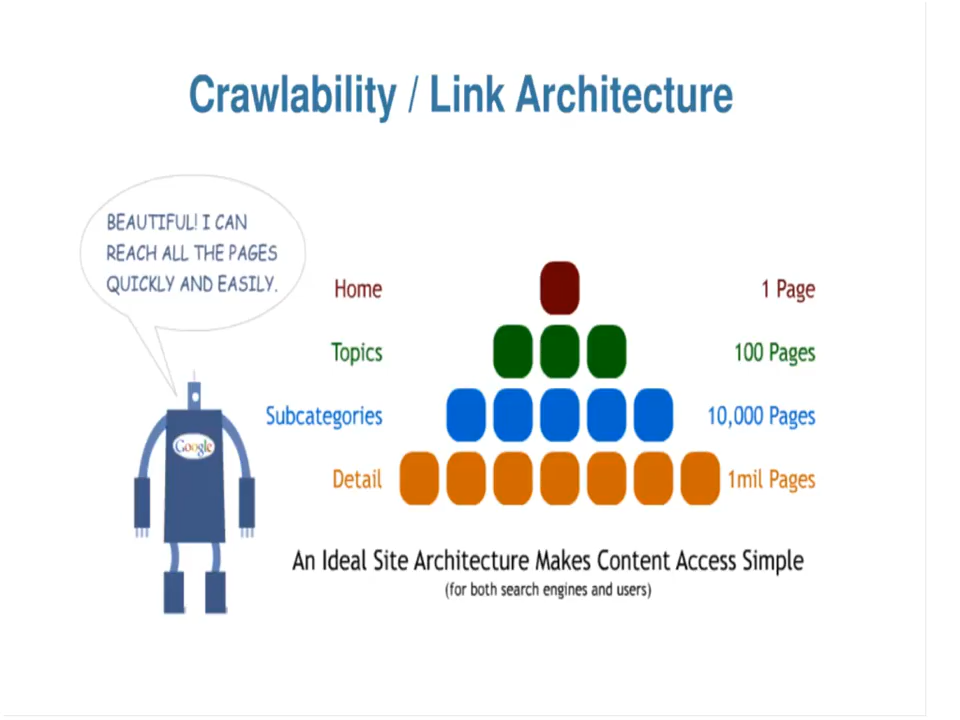 Crawlability / Link Architecture
BEAUTIFUL! I CAN
REACH ALL THE PAGES
QUICKLY AND EASILY.
Google
Home 1 Page
Topics 100 Pages
Subcategories 10,000 Pages
Detail 1mil Pages
An Ideal Site Architecture Makes Content Access Simple
(for both search engines and users)